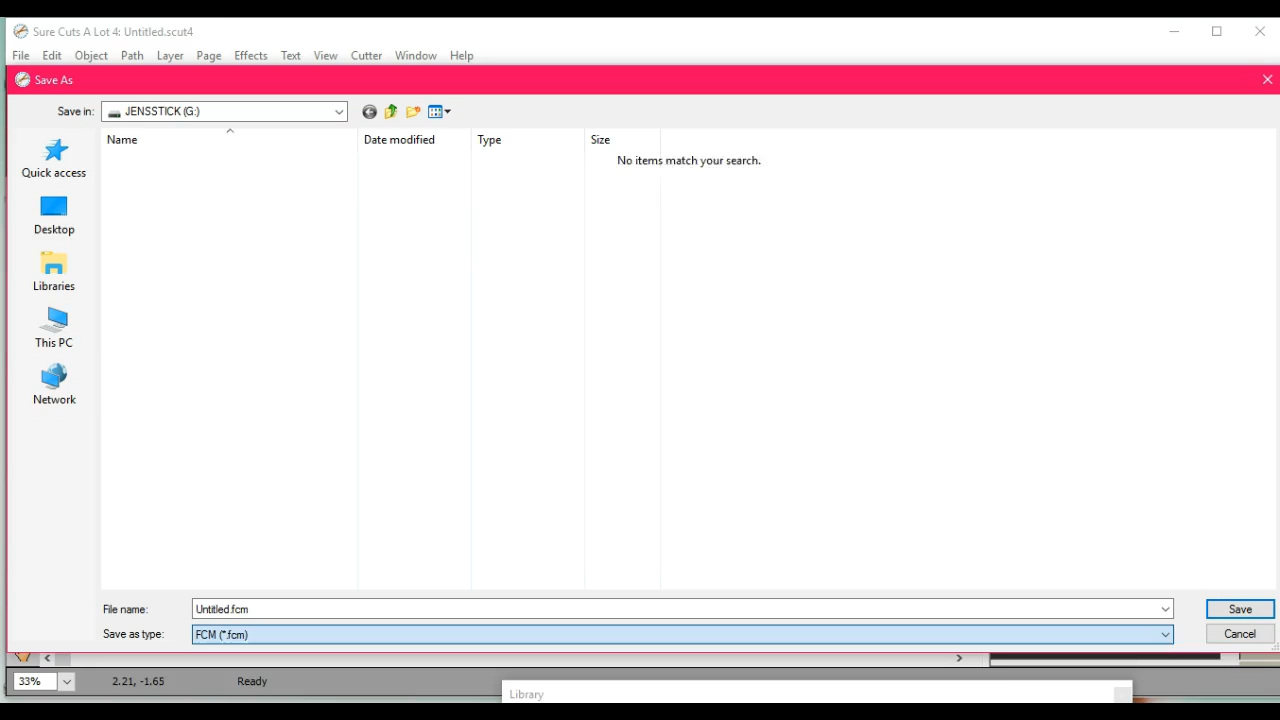 Sure Cuts A Lot 4: Untitled.scut4
File Edit Object Path Layer Page Effects Text View Cutter Window Help
Save As
Save in: JENSSTICK (G:)
Name Date modified Type Size
No items match your search.
Quick access
Desktop
Libraries
This PC
Network
File name: Untitled.fcm Save
Save as type: FCM (*.fcm) Cancel
33% 2.21, -1.65 Ready
Library